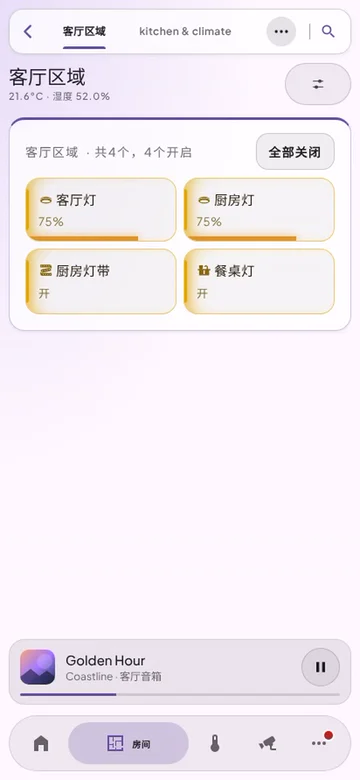 客厅区域
kitchen & climate
客厅区域
21.6°C · 湿度 52.0%
客厅区域 · 共4个，4个开启
全部关闭
客厅灯
75%
厨房灯
75%
厨房灯带
开
餐桌灯
开
Golden Hour
Coastline · 客厅音箱
房间